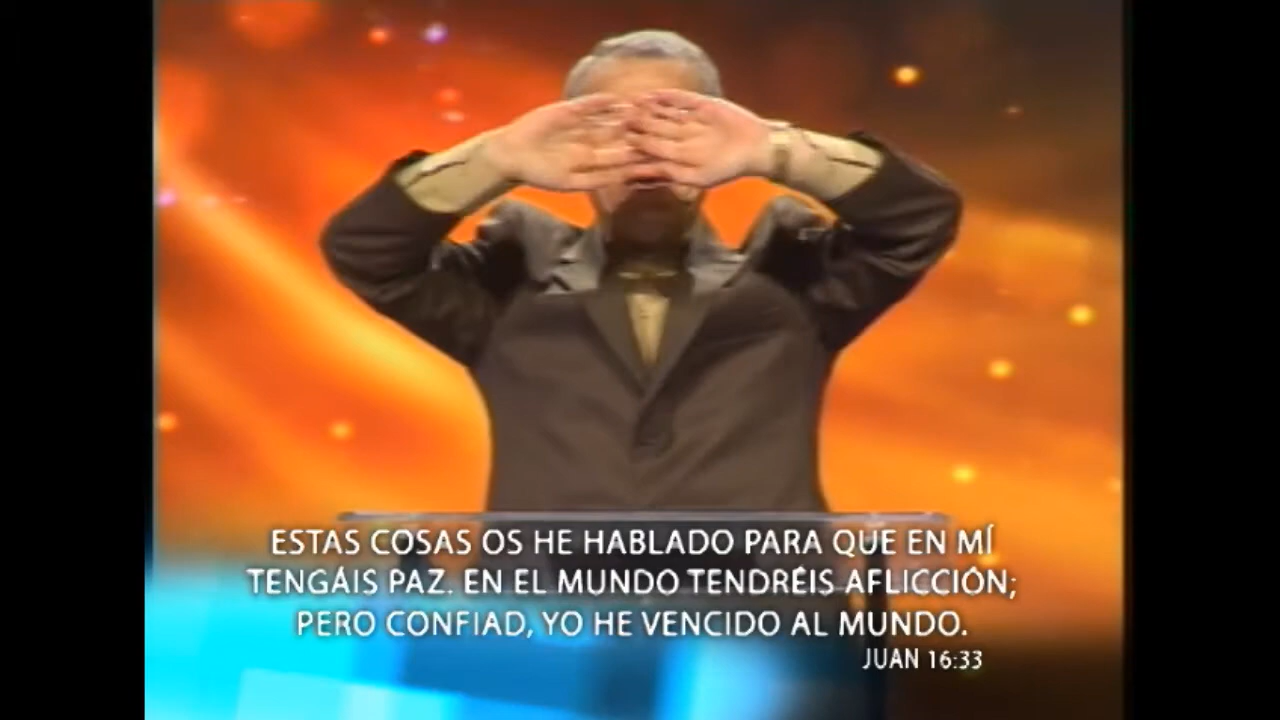 ESTAS COSAS OS HE HABLADO PARA QUE EN MÍ
TENGÁIS PAZ. EN EL MUNDO TENDRÉIS AFLICCIÓN;
PERO CONFIAD, YO HE VENCIDO AL MUNDO.
JUAN 16:33